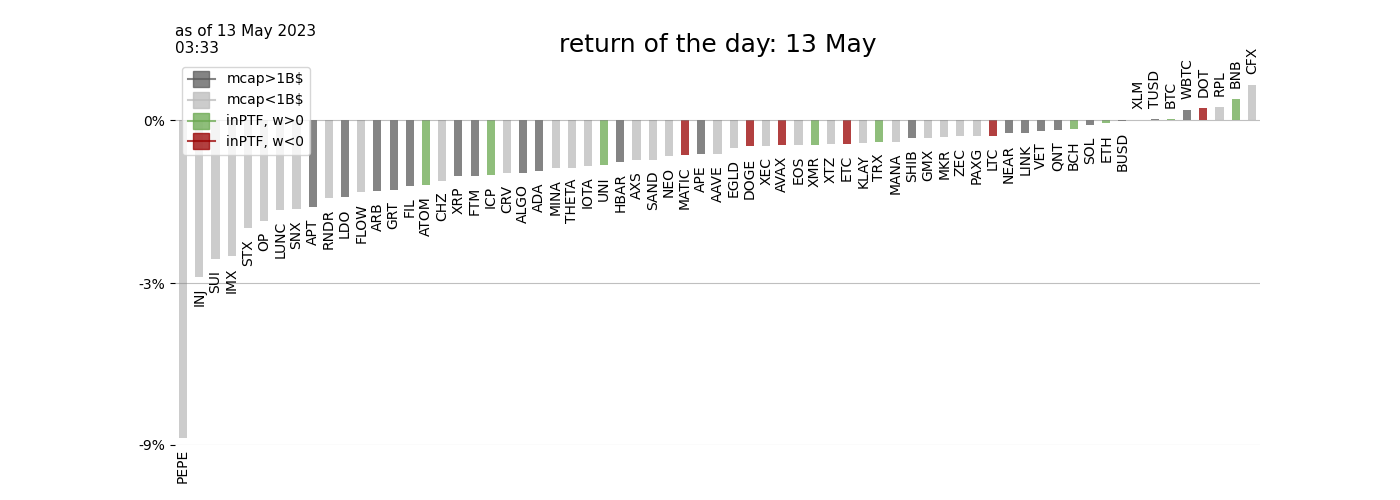 as of 13 May 2023
03:33
return of the day: 13 May
mcap>1B$
mcap<1B$
inPTF, w>0
inPTF, w<0
0%
-3%
-9%
PEPE
INJ
SUI
IMX
STX
OP
LUNC
SNX
APT
RNDR
LDO
FLOW
ARB
GRT
FIL
ATOM
CHZ
XRP
FTM
ICP
CRV
ALGO
ADA
MINA
THETA
IOTA
UNI
HBAR
AXS
SAND
NEO
MATIC
APE
AAVE
EGLD
DOGE
XEC
AVAX
EOS
XMR
XTZ
ETC
KLAY
TRX
MANA
SHIB
GMX
MKR
ZEC
PAXG
LTC
NEAR
LINK
VET
QNT
BCH
SOL
ETH
BUSD
XLM
TUSD
BTC
WBTC
DOT
RPL
BNB
CFX